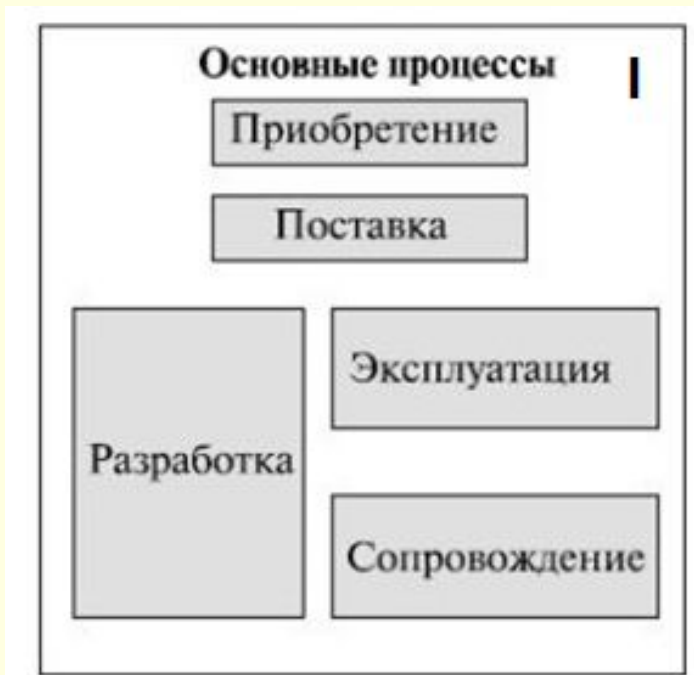 Основные процессы I
Приобретение
Поставка
Разработка
Эксплуатация
Сопровождение